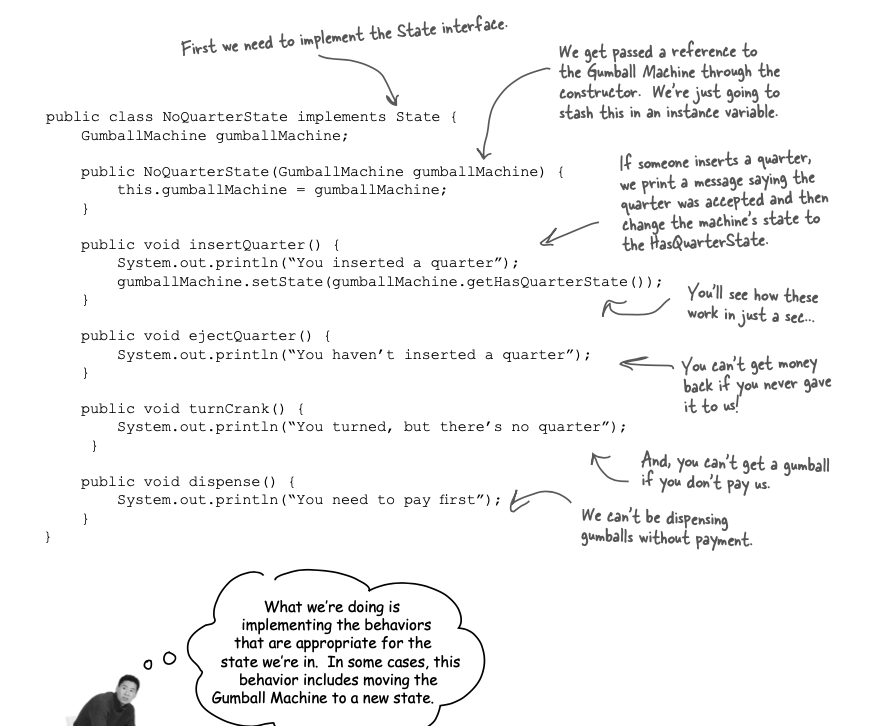 First we need to implement the State interface.
We get passed a reference to
the Gumball Machine through the
constructor. We're just going to
stash this in an instance variable.
public class NoQuarterState implements State {
GumballMachine gumballMachine;
public NoQuarterState(GumballMachine gumballMachine) {
this.gumballMachine = gumballMachine;
}
If someone inserts a quarter,
we print a message saying the
quarter was accepted and then
change the machine's state to
the HasQuarterState.
public void insertQuarter() {
System.out.println(“You inserted a quarter”);
gumballMachine.setState(gumballMachine.getHasQuarterState());
}
You'll see how these
work in just a sec...
public void ejectQuarter() {
System.out.println(“You haven’t inserted a quarter”);
}
You can't get money
back if you never gave
it to us!
public void turnCrank() {
System.out.println(“You turned, but there’s no quarter”);
}
And, you can't get a gumball
if you don't pay us.
public void dispense() {
System.out.println(“You need to pay first”);
}
}
We can't be dispensing
gumballs without payment.
What we’re doing is
implementing the behaviors
that are appropriate for the
state we’re in. In some cases, this
behavior includes moving the
Gumball Machine to a new state.